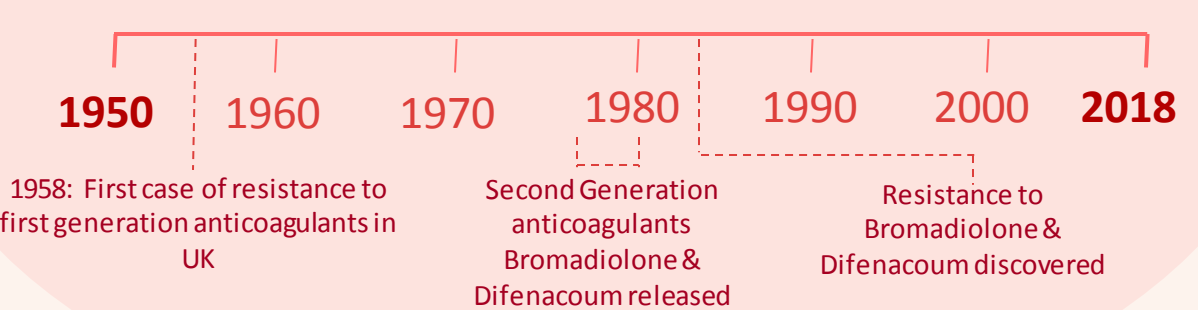 1950 1960 1970 1980 1990 2000 2018
1958: First case of resistance to
first generation anticoagulants in
UK
Second Generation
anticoagulants
Bromadiolone &
Difenacoum released
Resistance to
Bromadiolone &
Difenacoum discovered